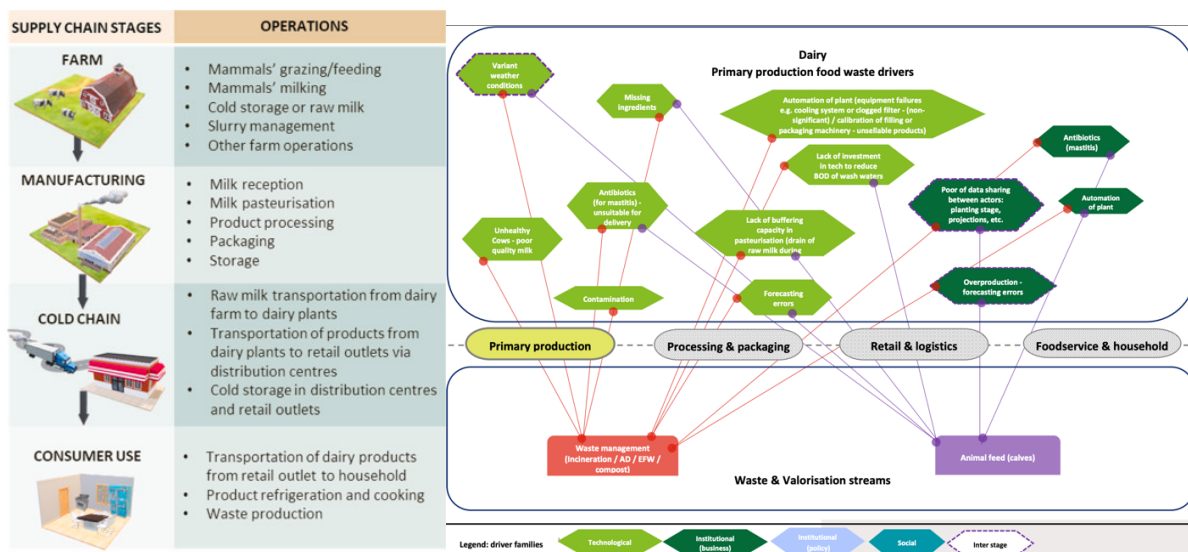 SUPPLY CHAIN STAGES
OPERATIONS
FARM
• Mammals' grazing/feeding
• Mammals' milking
• Cold storage or raw milk
• Slurry management
• Other farm operations
MANUFACTURING
• Milk reception
• Milk pasteurisation
• Product processing
• Packaging
• Storage
COLD CHAIN
• Raw milk transportation from dairy
farm to dairy plants
• Transportation of products from
dairy plants to retail outlets via
distribution centres
• Cold storage in distribution centres
and retail outlets
CONSUMER USE
• Transportation of dairy products
from retail outlet to household
• Product refrigeration and cooking
• Waste production
Dairy
Primary production food waste drivers
Variant
weather
conditions
Missing
ingredients
Automation of plant (equipment failures
e.g. cooling system or clogged filter - (non-
significant) / calibration of filling or
packaging machinery - unsellable products)
Antibiotics
(mastitis)
Lack of investment
in tech to reduce
BOD of wash waters
Poor of data sharing
between actors:
planting stage,
projections, etc.
Automation
of plant
Antibiotics
(for mastitis) -
unsuitable for
delivery
Unhealthy
Cows - poor
quality milk
Lack of buffering
capacity in
pasteurisation (drain
of raw milk during
Contamination
Forecasting
errors
Overproduction -
forecasting errors
Primary production
Processing & packaging
Retail & logistics
Foodservice & household
Waste management
(Incineration / AD / EFW /
compost)
Animal feed (calves)
Waste & Valorisation streams
Legend: driver families
Technological
Institutional
(business)
Institutional
(policy)
Social
Inter stage